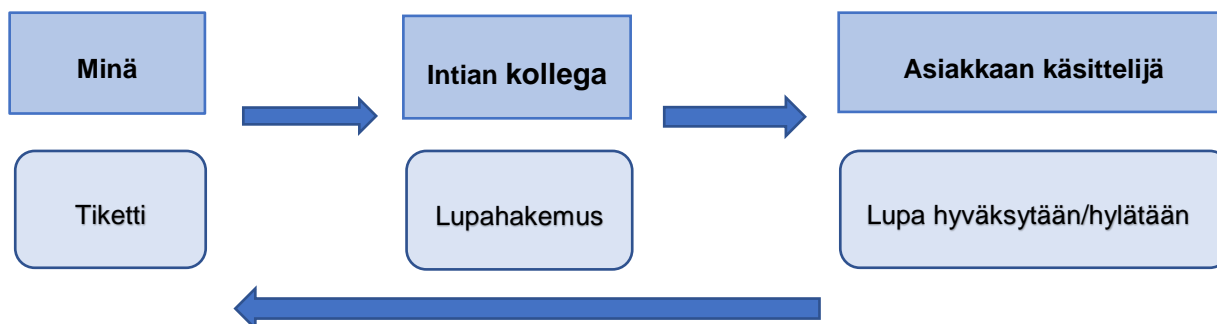 Minä
Intian kollega
Asiakkaan käsittelijä
Tiketti
Lupahakemus
Lupa hyväksytään/hylätään